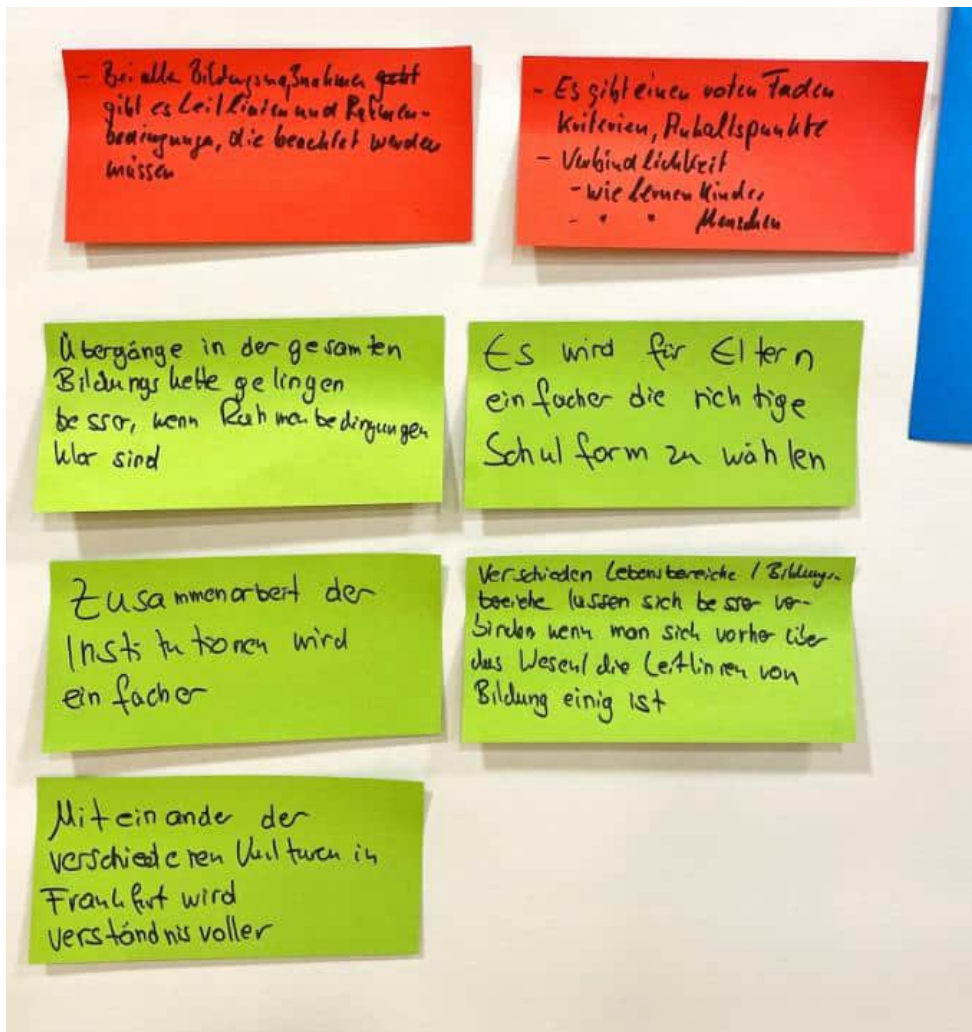 - Bei alle Bildungsmaßnahmen geht
gibt es Leitlinien und Rahmen-
bedingunge, die beachtet werden
müssen
- Es gibt einen roten Faden
Kriterien, Anhaltspunkte
- Verbindlichkeit
- wie lernen Kinder
- " " Menschen
Übergänge in der gesamten
Bildungskette gelingen
besser, wenn Rahmenbedingungen
klar sind
Es wird für Eltern
einfacher die richtige
Schulform zu wählen
Zusammenarbeit der
Institutionen wird
einfacher
Verschieden Lebensbereiche / Bildungs-
bereiche lassen sich besser ver-
binden wenn man sich vorher über
das Wesen / die Leitlinien von
Bildung einig ist
Miteinander der
verschiedenen Kulturen in
Frankfurt wird
verständnisvoller